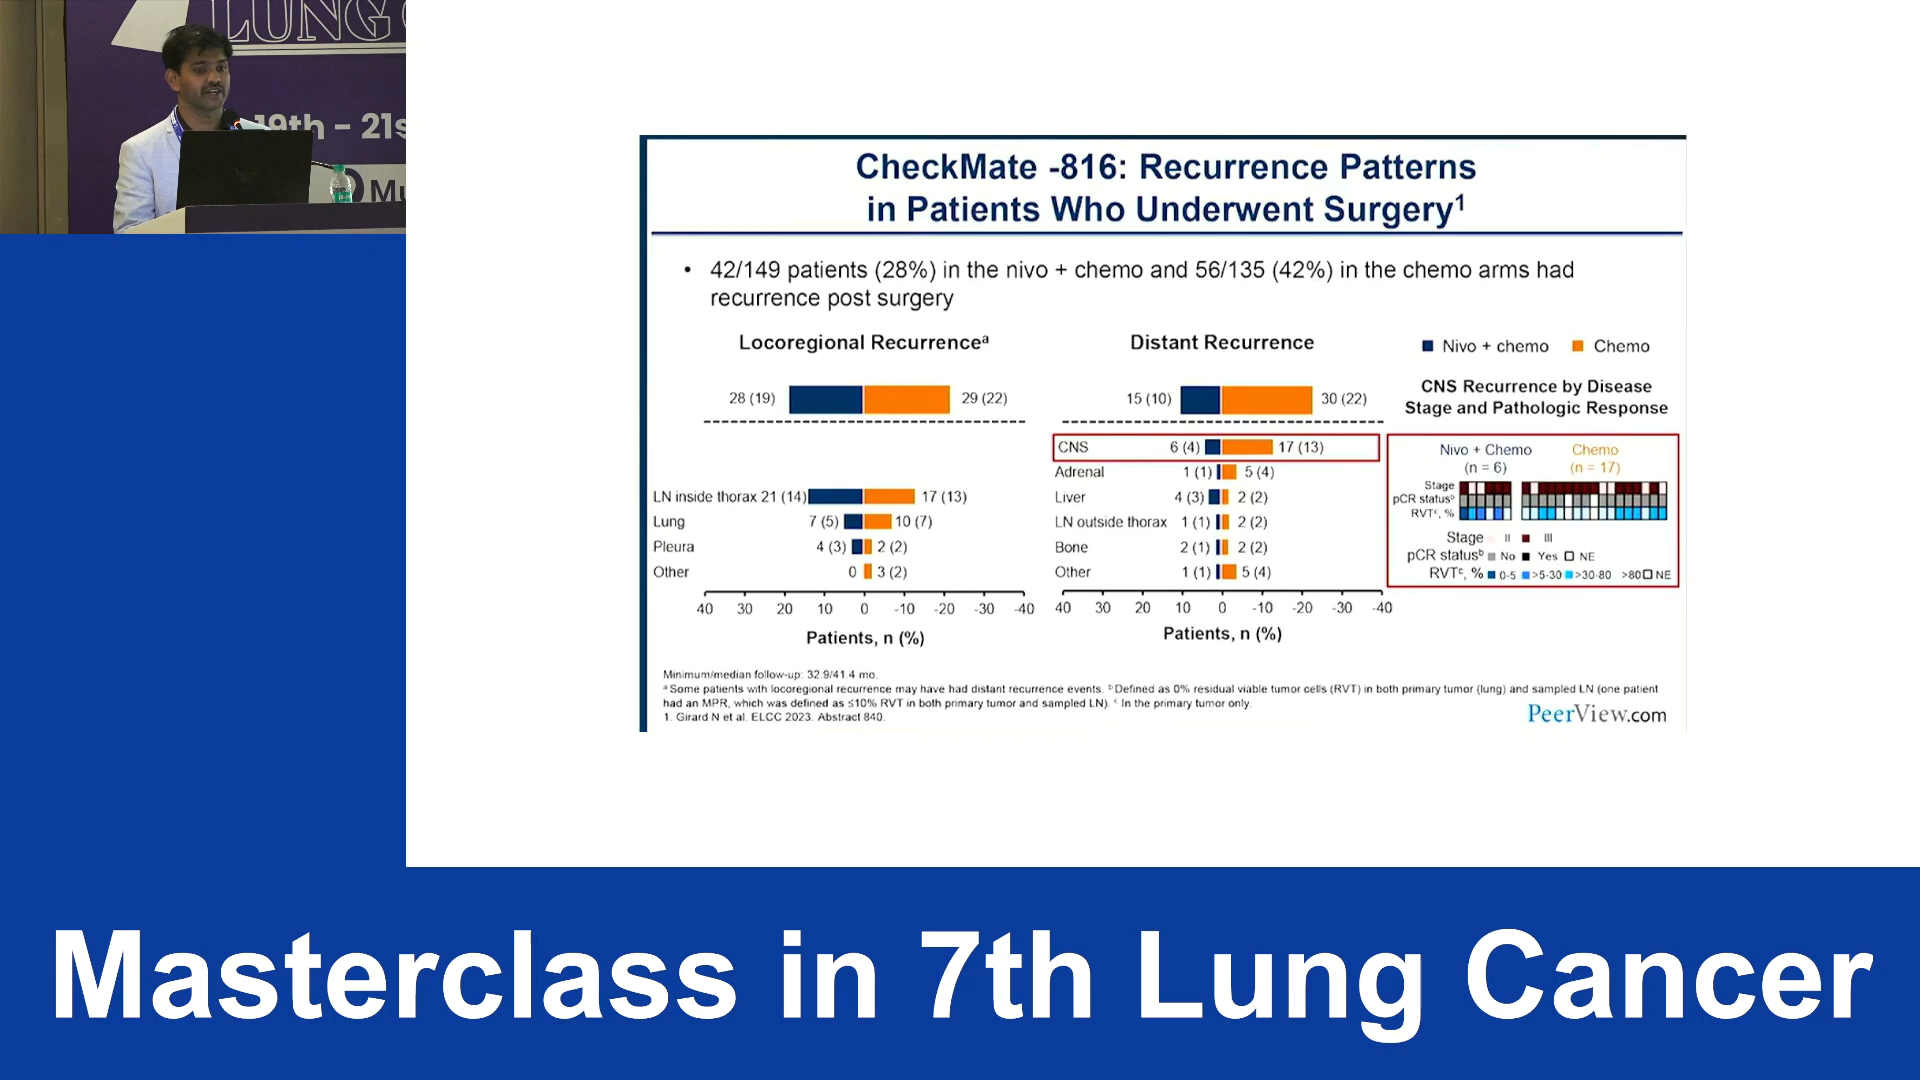 LUNG
19th - 21s
Mu
CheckMate -816: Recurrence Patterns
in Patients Who Underwent Surgery¹
• 42/149 patients (28%) in the nivo + chemo and 56/135 (42%) in the chemo arms had
recurrence post surgery
Locoregional Recurrenceᵃ
28 (19) 29 (22)
LN inside thorax 21 (14) 17 (13)
Lung 7 (5) 10 (7)
Pleura 4 (3) 2 (2)
Other 0 3 (2)
40 30 20 10 0 -10 -20 -30 -40
Patients, n (%)
Distant Recurrence
15 (10) 30 (22)
CNS 6 (4) 17 (13)
Adrenal 1 (1) 5 (4)
Liver 4 (3) 2 (2)
LN outside thorax 1 (1) 2 (2)
Bone 2 (1) 2 (2)
Other 1 (1) 5 (4)
40 30 20 10 0 -10 -20 -30 -40
Patients, n (%)
Nivo + chemo Chemo
CNS Recurrence by Disease
Stage and Pathologic Response
Nivo + Chemo Chemo
(n = 6) (n = 17)
Stage
pCR statusᵇ
RVTᶜ, %
Stage II III
pCR statusᵇ No Yes NE
RVTᶜ, % 0-5 >5-30 >30-80 >80 NE
Minimum/median follow-up: 32.9/41.4 mo.
ᵃ Some patients with locoregional recurrence may have had distant recurrence events. ᵇ Defined as 0% residual viable tumor cells (RVT) in both primary tumor (lung) and sampled LN (one patient
had an MPR, which was defined as ≤10% RVT in both primary tumor and sampled LN). ᶜ In the primary tumor only.
1. Girard N et al. ELCC 2023. Abstract 840.
PeerView.com
Masterclass in 7th Lung Cancer